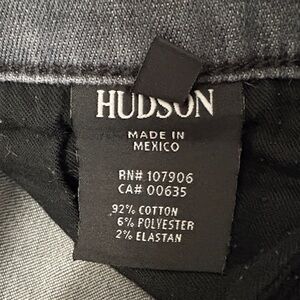 HUDSON
MADE IN
MEXICO
RN# 107906
CA# 00635
92% COTTON
6% POLYESTER
2% ELASTAN